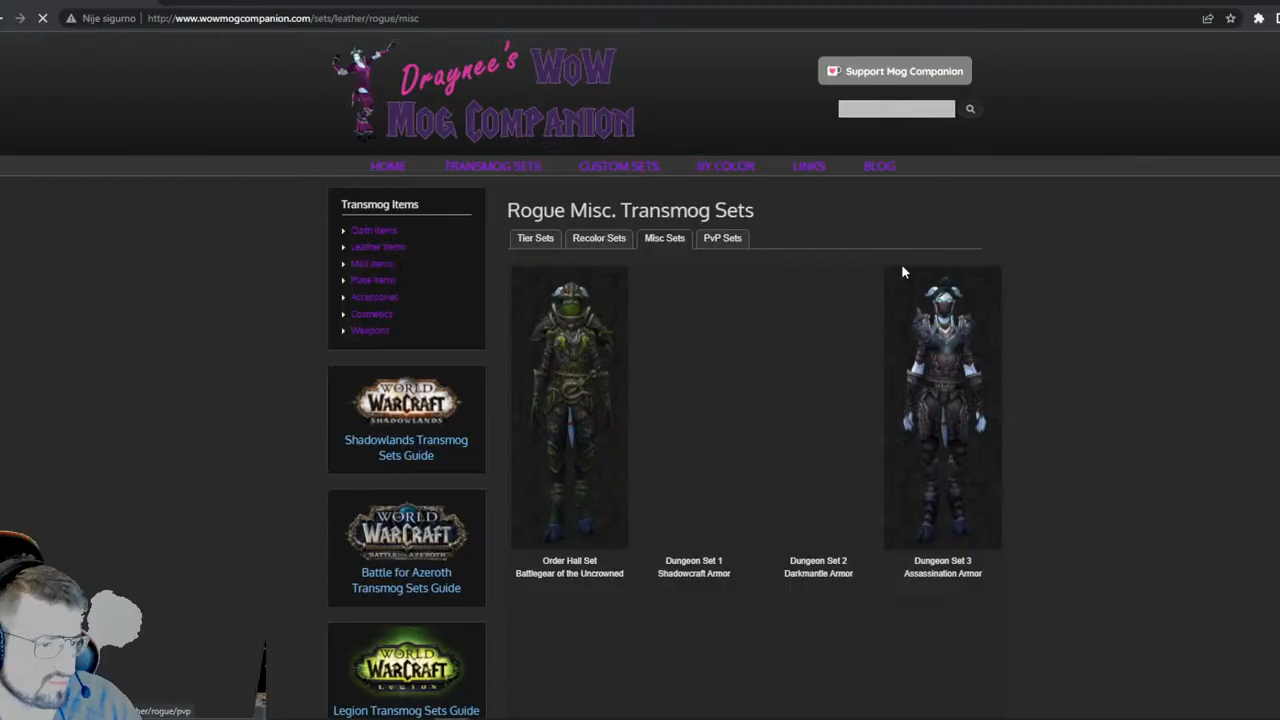 Nije sigurno
http://www.wowmogcompanion.com/sets/leather/rogue/misc
Draynee's WoW
Mog Companion
Support Mog Companion
HOME TRANSMOG SETS CUSTOM SETS BY COLOR LINKS BLOG
Transmog Items
Cloth Items
Leather Items
Mail Items
Plate Items
Accessories
Cosmetics
Weapons
WORLD
WARCRAFT
SHADOWLANDS
Shadowlands Transmog
Sets Guide
WORLD
WARCRAFT
BATTLE FOR AZEROTH
Battle for Azeroth
Transmog Sets Guide
WORLD
WARCRAFT
LEGION
Legion Transmog Sets Guide
Rogue Misc. Transmog Sets
Tier Sets Recolor Sets Misc Sets PvP Sets
Order Hall Set
Battlegear of the Uncrowned
Dungeon Set 1
Shadowcraft Armor
Dungeon Set 2
Darkmantle Armor
Dungeon Set 3
Assassination Armor
her/rogue/pvp